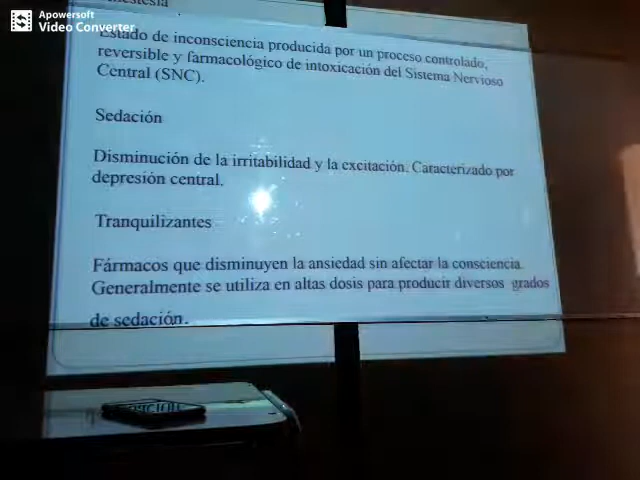 Apowersoft
Video Converter
Estado de inconsciencia producida por un proceso controlado,
reversible y farmacológico de intoxicación del Sistema Nervioso
Central (SNC).
Sedación
Disminución de la irritabilidad y la excitación. Caracterizado por
depresión central.
Tranquilizantes
Fármacos que disminuyen la ansiedad sin afectar la consciencia.
Generalmente se utiliza en altas dosis para producir diversos grados
de sedación.